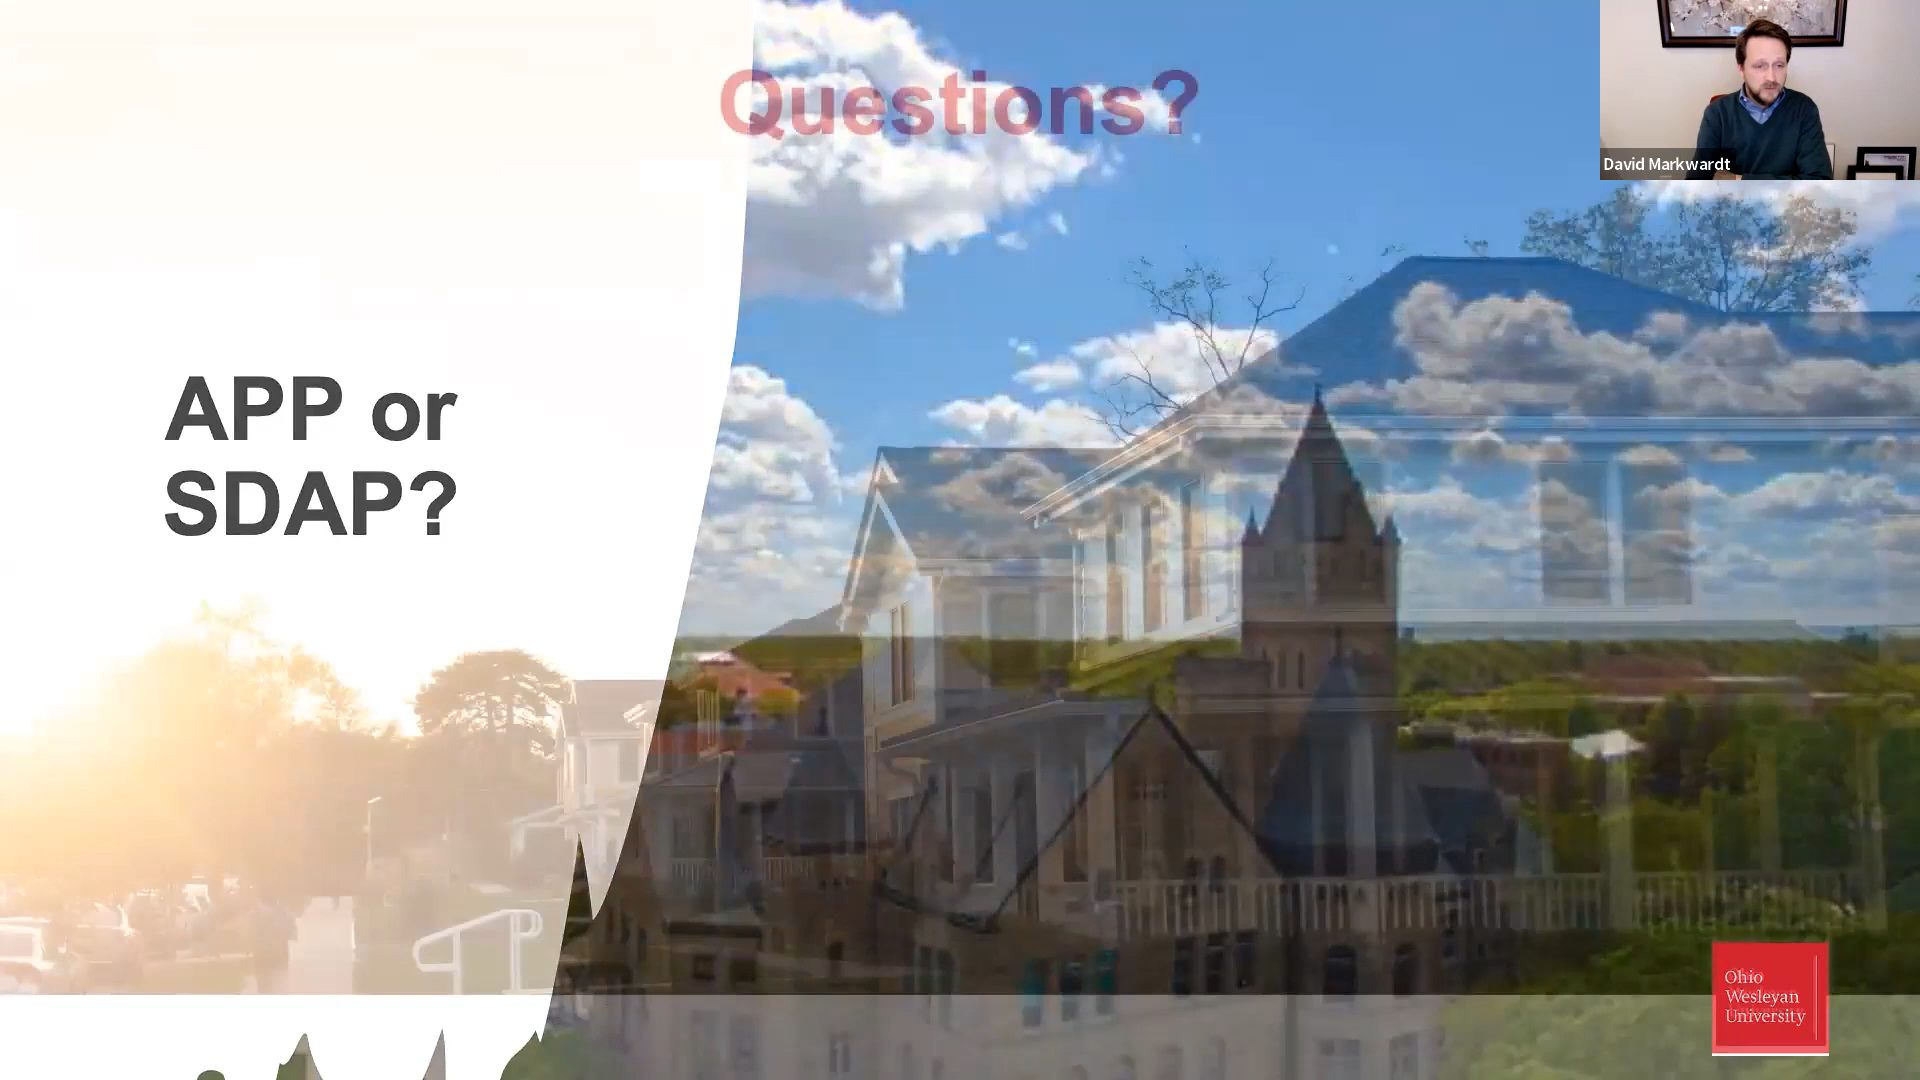 Questions?
David Markwardt
APP or
SDAP?
Ohio
Wesleyan
University